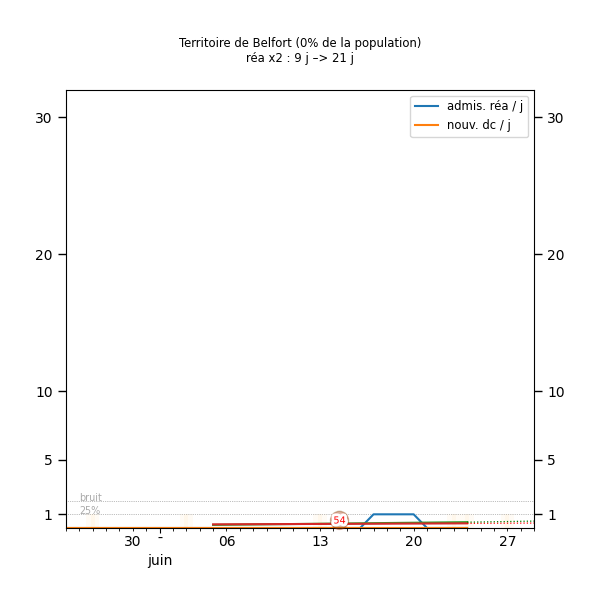 Territoire de Belfort (0% de la population)
réa x2 : 9 j –> 21 j
admis. réa / j
nouv. dc / j
30 30
20 20
10 10
5 5
bruit
25%
1 54 1
30 - 06 13 20 27
juin